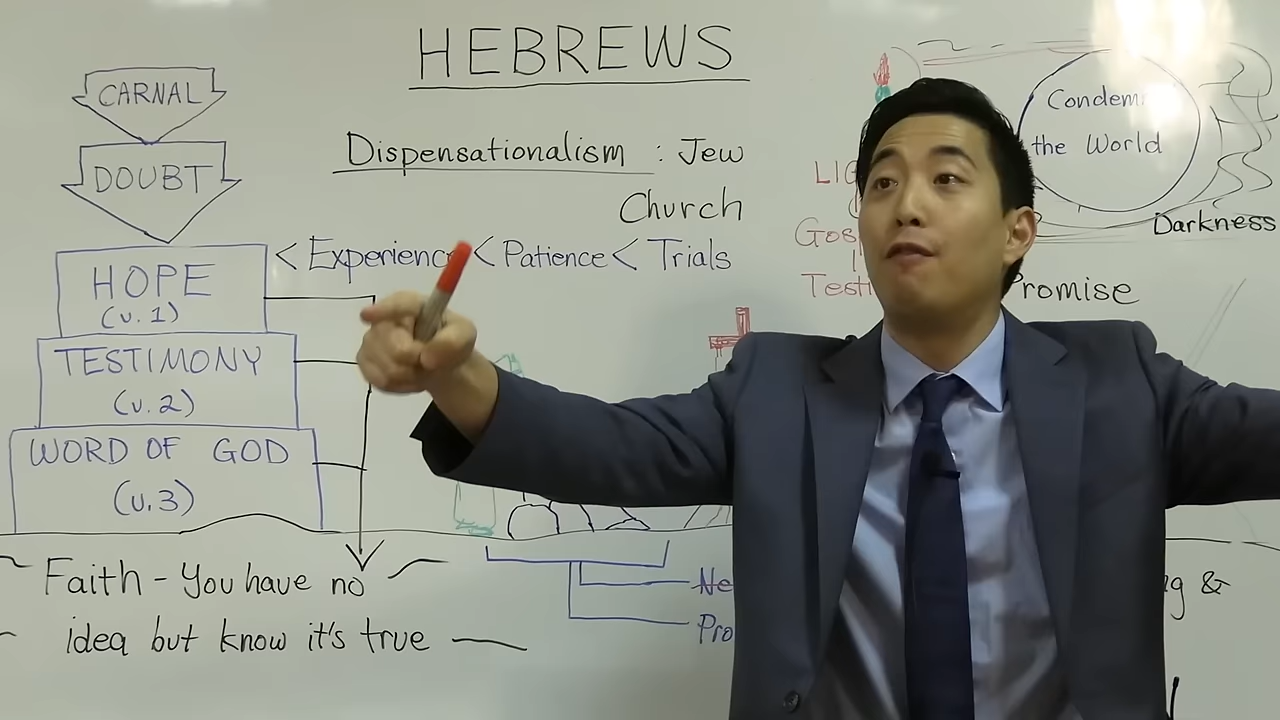 HEBREWS
CARNAL
DOUBT
HOPE
(v.1)
TESTIMONY
(v.2)
WORD OF GOD
(v.3)
Faith - You have no
idea but know it's true
Dispensationalism : Jew
Church
< Experience < Patience < Trials
Condem
the World
Darkness
Promise
&